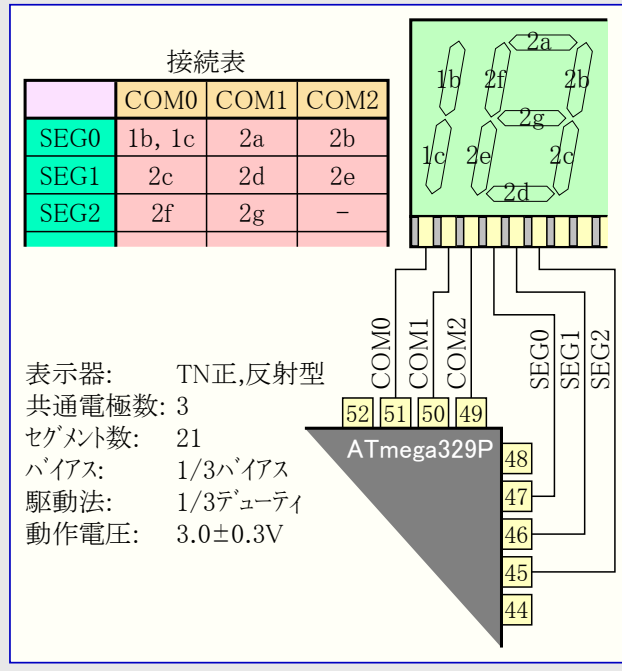 接続表
COM0 COM1 COM2
SEG0 1b, 1c 2a 2b
SEG1 2c 2d 2e
SEG2 2f 2g −
2a
1b 2f 2b
2g
1c 2e 2c
2d
COM0
COM1
COM2
SEG0
SEG1
SEG2
表示器: TN正,反射型
共通電極数: 3
ｾｸﾞﾒﾝﾄ数: 21
ﾊﾞｲｱｽ: 1/3ﾊﾞｲｱｽ
駆動法: 1/3ﾃﾞｭｰﾃｨ
動作電圧: 3.0±0.3V
52 51 50 49
ATmega329P
48
47
46
45
44